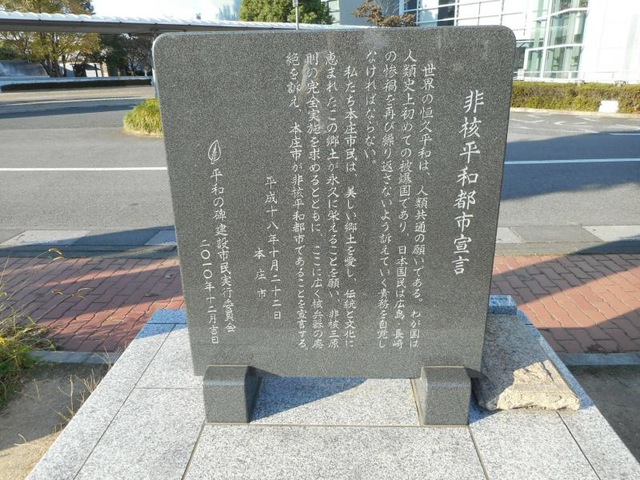 非核平和都市宣言
世界の恒久平和は、人類共通の願いである。わが国は
人類史上初めての被爆国であり、日本国民は広島・長崎
の惨禍を再び繰り返さないよう訴えていく責務を自覚し
なければならない。
私たち本庄市民は、美しい郷土を愛し、伝統と文化に
恵まれたこの郷土が永久に栄えることを願い、非核三原
則の完全実施を求めるとともに、ここに広く核兵器の廃
絶を訴え、本庄市が非核平和都市であることを宣言する。
平成十八年十月二十二日
本庄市
平和の碑建設市民実行委員会
二〇一〇年十二月吉日